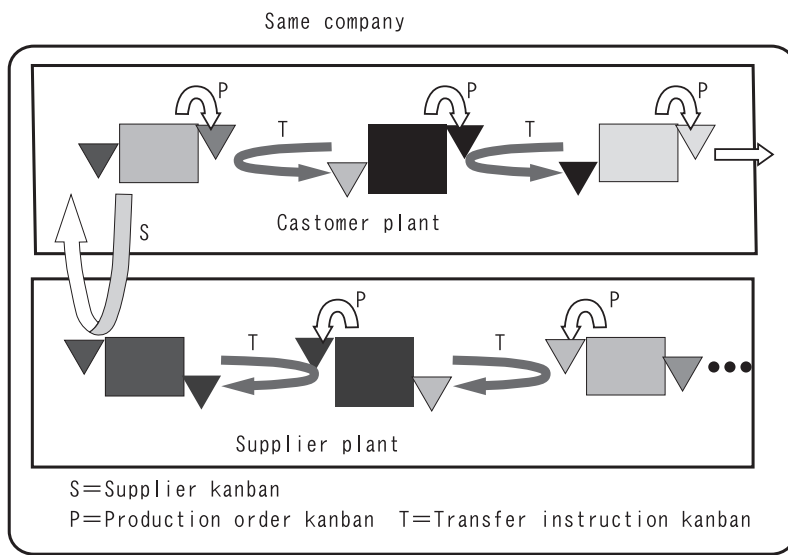 Same company
P
P
P
T
T
Castomer plant
S
P
P
T
T
Supplier plant
S=Supplier kanban
P=Production order kanban T=Transfer instruction kanban